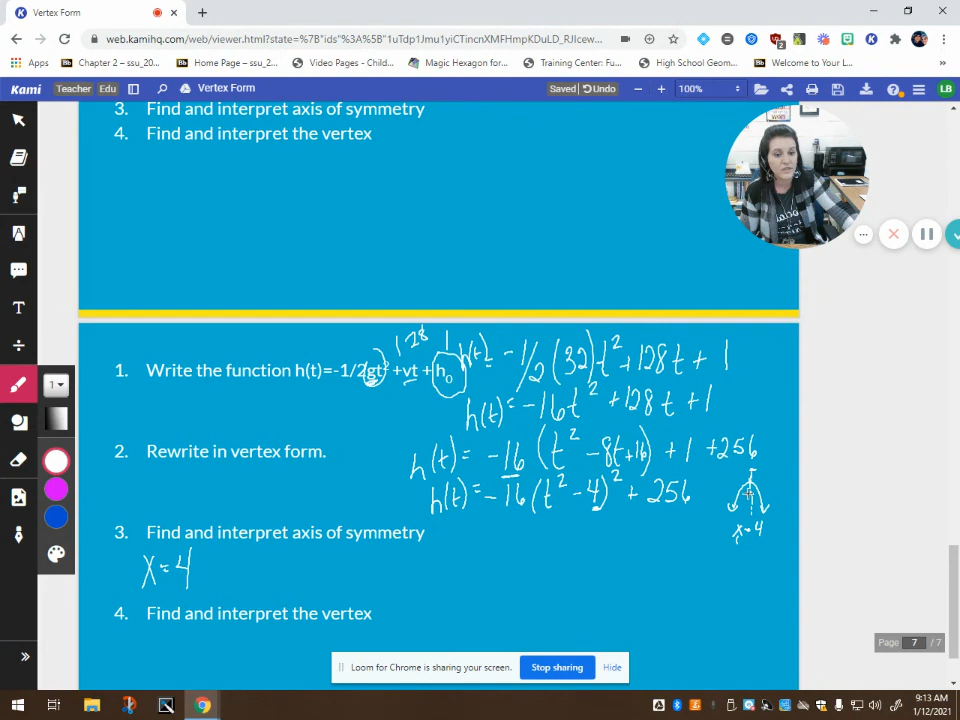 Vertex Form
web.kamihq.com/web/viewer.html?state=%7B"ids"%3A%5B"1uTdp1Jmu1yiCTincnXMFHmpKDuLD_RJIcew...
Apps Chapter 2 – ssu_20... Home Page – ssu_2... Video Pages - Child... Magic Hexagon for... Training Center: Fu... High School Geom... Welcome to Your L...
Kami Teacher Edu Vertex Form Saved Undo 100% LB
3. Find and interpret axis of symmetry
4. Find and interpret the vertex
128 1
1. Write the function h(t)=-1/2(gt)² +vt + h₀ h(t) = -1/2 (32)t² +128t + 1
h(t) = -16t² +128t +1
h(t) = -16 (t² -8t+16) +1 +256
2. Rewrite in vertex form.
h(t) = -16 (t² -4)² + 256
3. Find and interpret axis of symmetry
x=4
x=4
4. Find and interpret the vertex
Page 7 / 7
Loom for Chrome is sharing your screen. Stop sharing Hide
9:13 AM
1/12/2021